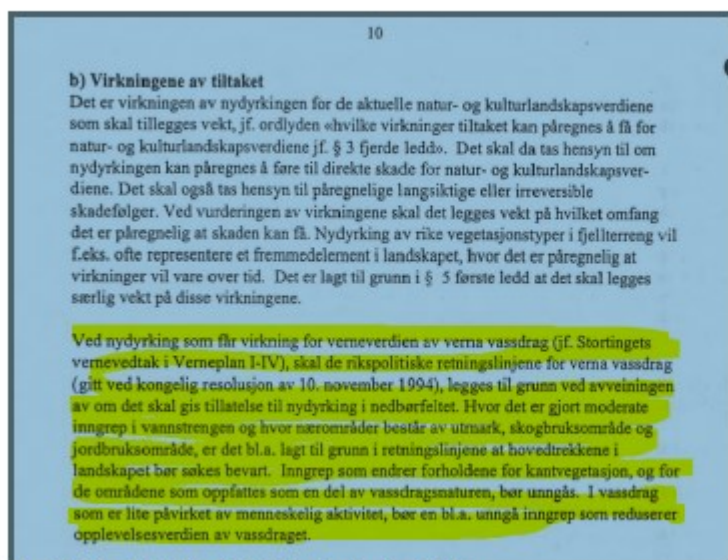 10
b) Virkningene av tiltaket
Det er virkningen av nydyrkingen for de aktuelle natur- og kulturlandskapsverdiene
som skal tillegges vekt, jf. ordlyden «hvilke virkninger tiltaket kan påregnes å få for
natur- og kulturlandskapsverdiene jf. § 3 fjerde ledd». Det skal da tas hensyn til om
nydyrkingen kan påregnes å føre til direkte skade for natur- og kulturlandskapsver-
diene. Det skal også tas hensyn til påregnelige langsiktige eller irreversible
skadefølger. Ved vurderingen av virkningene skal det legges vekt på hvilket omfang
det er påregnelig at skaden kan få. Nydyrking av rike vegetasjonstyper i fjellterreng vil
f.eks. ofte representere et fremmedelement i landskapet, hvor det er påregnelig at
virkninger vil vare over tid. Det er lagt til grunn i § 5 første ledd at det skal legges
særlig vekt på disse virkningene.
Ved nydyrking som får virkning for verneverdien av verna vassdrag (jf. Stortingets
vernevedtak i Verneplan I-IV), skal de rikspolitiske retningslinjene for verna vassdrag
(gitt ved kongelig resolusjon av 10. november 1994), legges til grunn ved avveiningen
av om det skal gis tillatelse til nydyrking i nedbørfeltet. Hvor det er gjort moderate
inngrep i vannstrengen og hvor nærområder består av utmark, skogbruksområde og
jordbruksområde, er det bl.a. lagt til grunn i retningslinjene at hovedtrekkene i
landskapet bør søkes bevart. Inngrep som endrer forholdene for kantvegetasjon, og for
de områdene som oppfattes som en del av vassdragsnaturen, bør unngås. I vassdrag
som er lite påvirket av menneskelig aktivitet, bør en bl.a. unngå inngrep som reduserer
opplevelsesverdien av vassdraget.